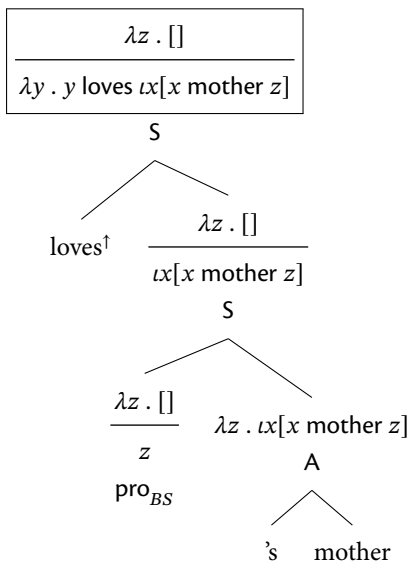 λz . []
λy . y loves ιx[x mother z]
S
loves↑
λz . []
ιx[x mother z]
S
λz . []
z
pro_BS
λz . ιx[x mother z]
A
's mother